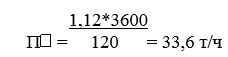 1,12*3600
П□ = 120 = 33,6 т/ч